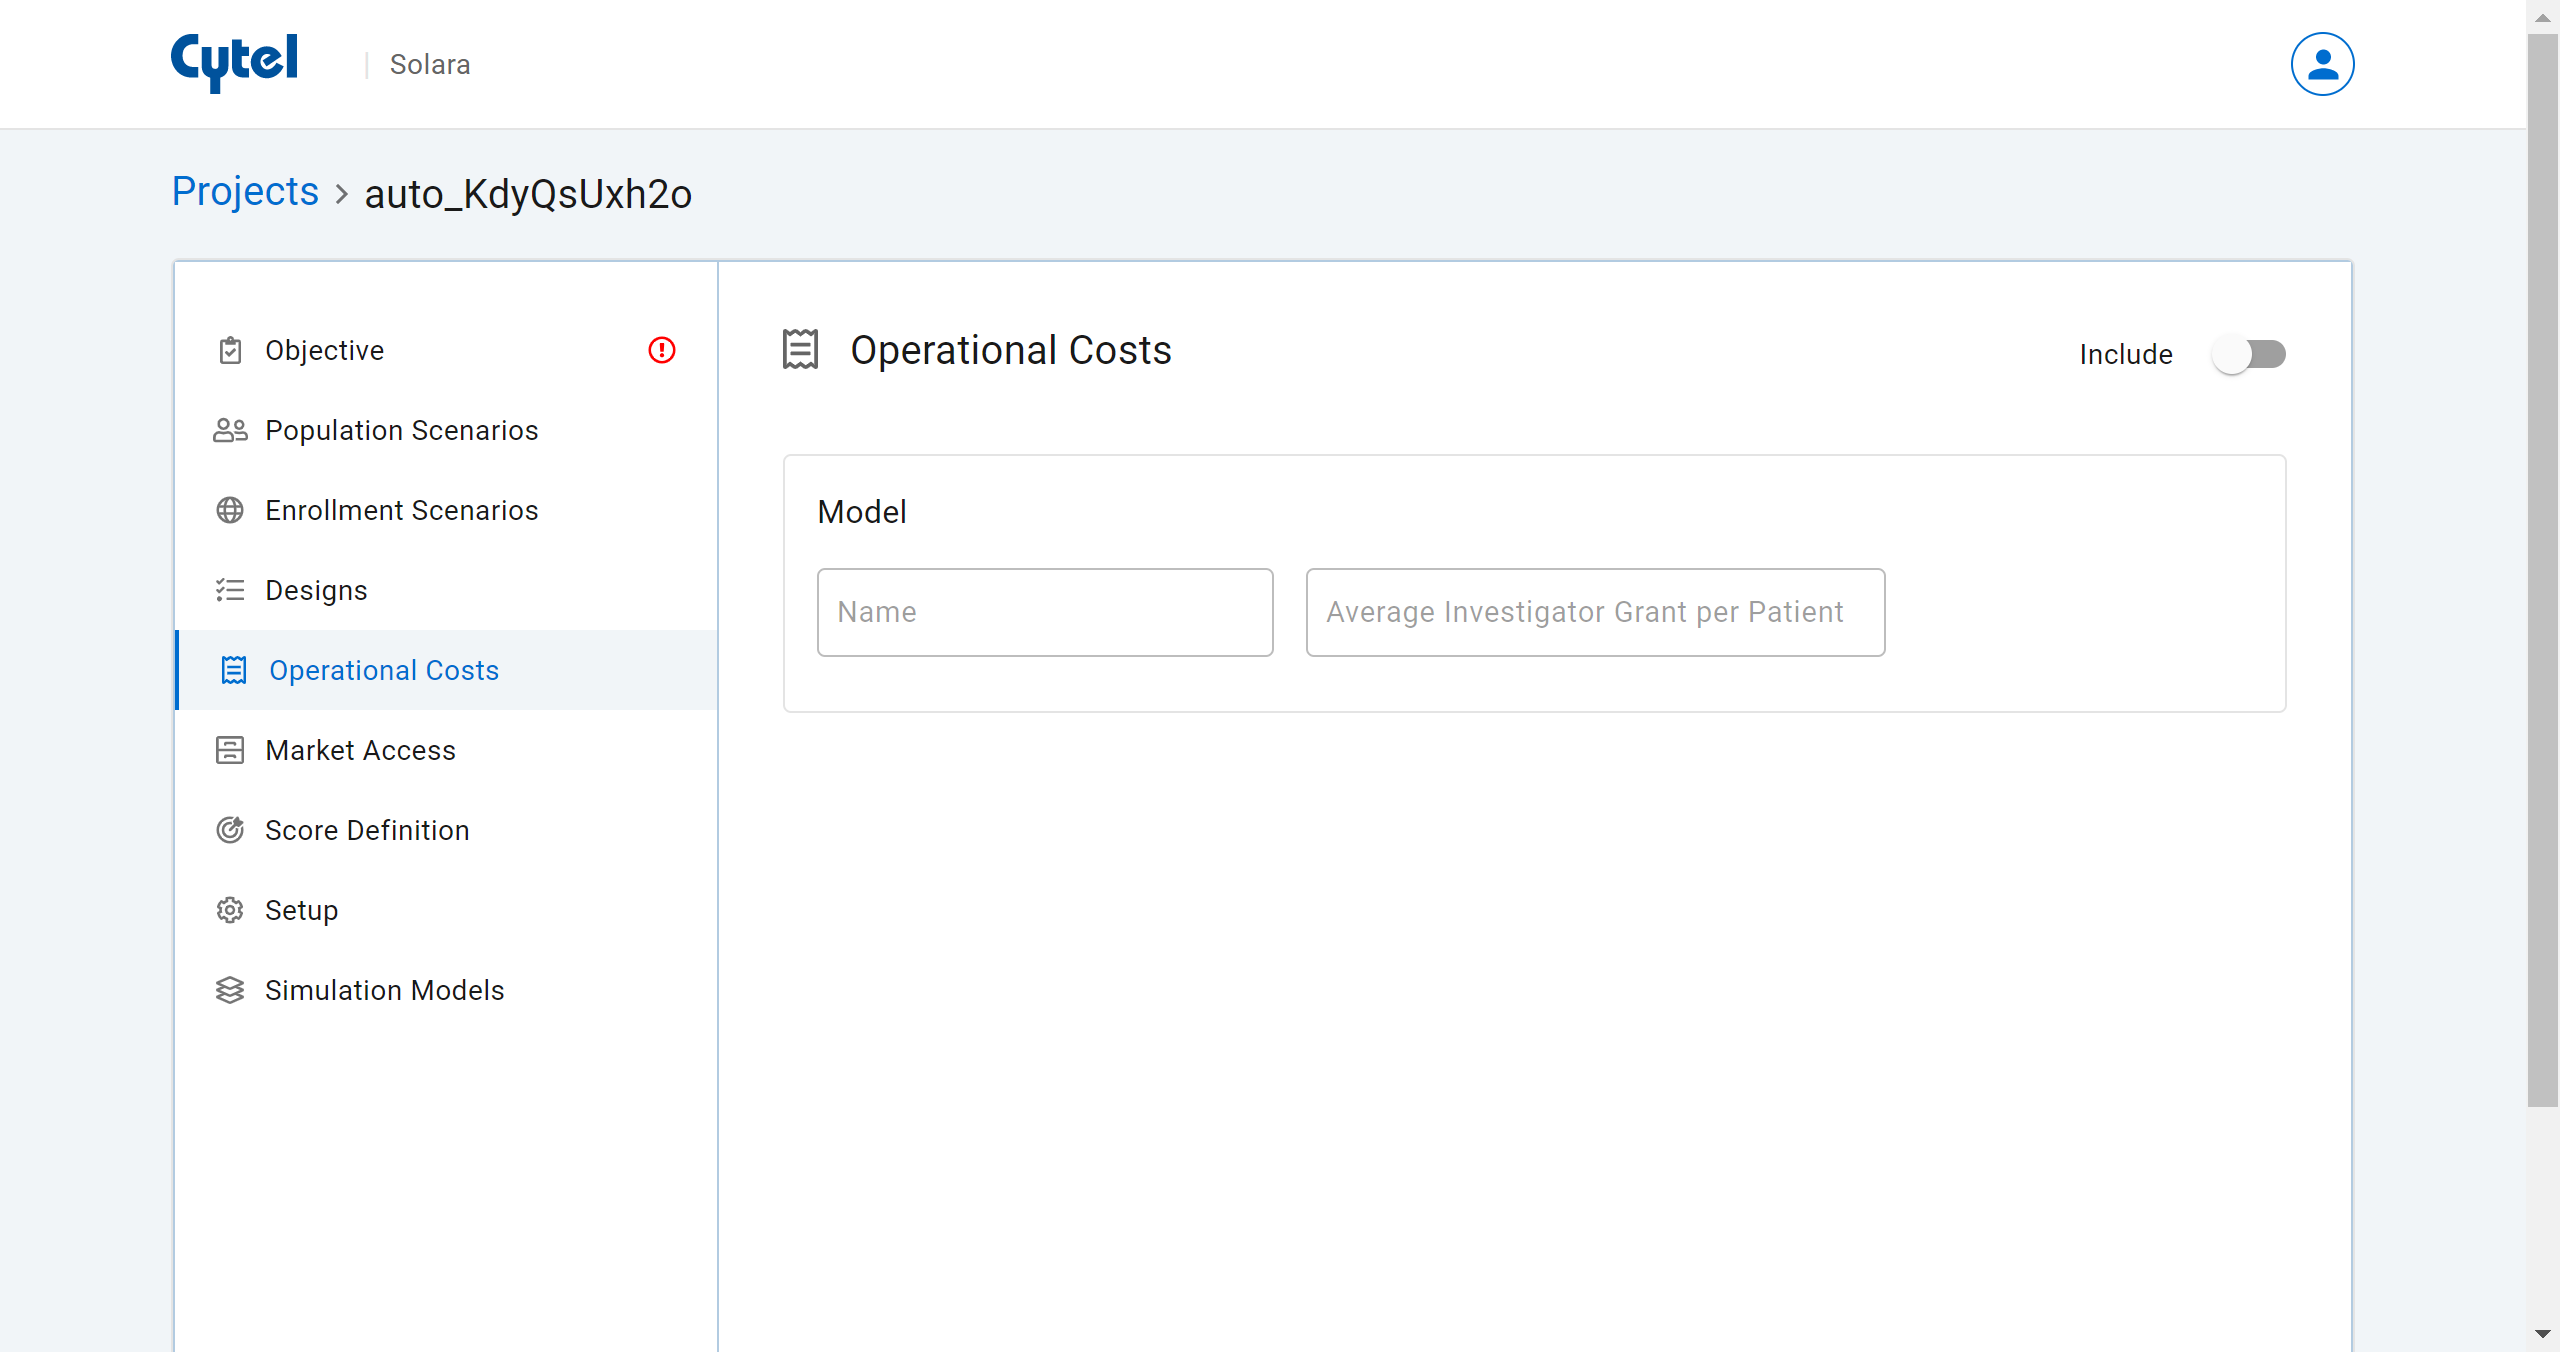 Cytel | Solara
Projects > auto_KdyQsUxh2o
Objective
Population Scenarios
Enrollment Scenarios
Designs
Operational Costs
Market Access
Score Definition
Setup
Simulation Models
Operational Costs
Include
Model
Name
Average Investigator Grant per Patient